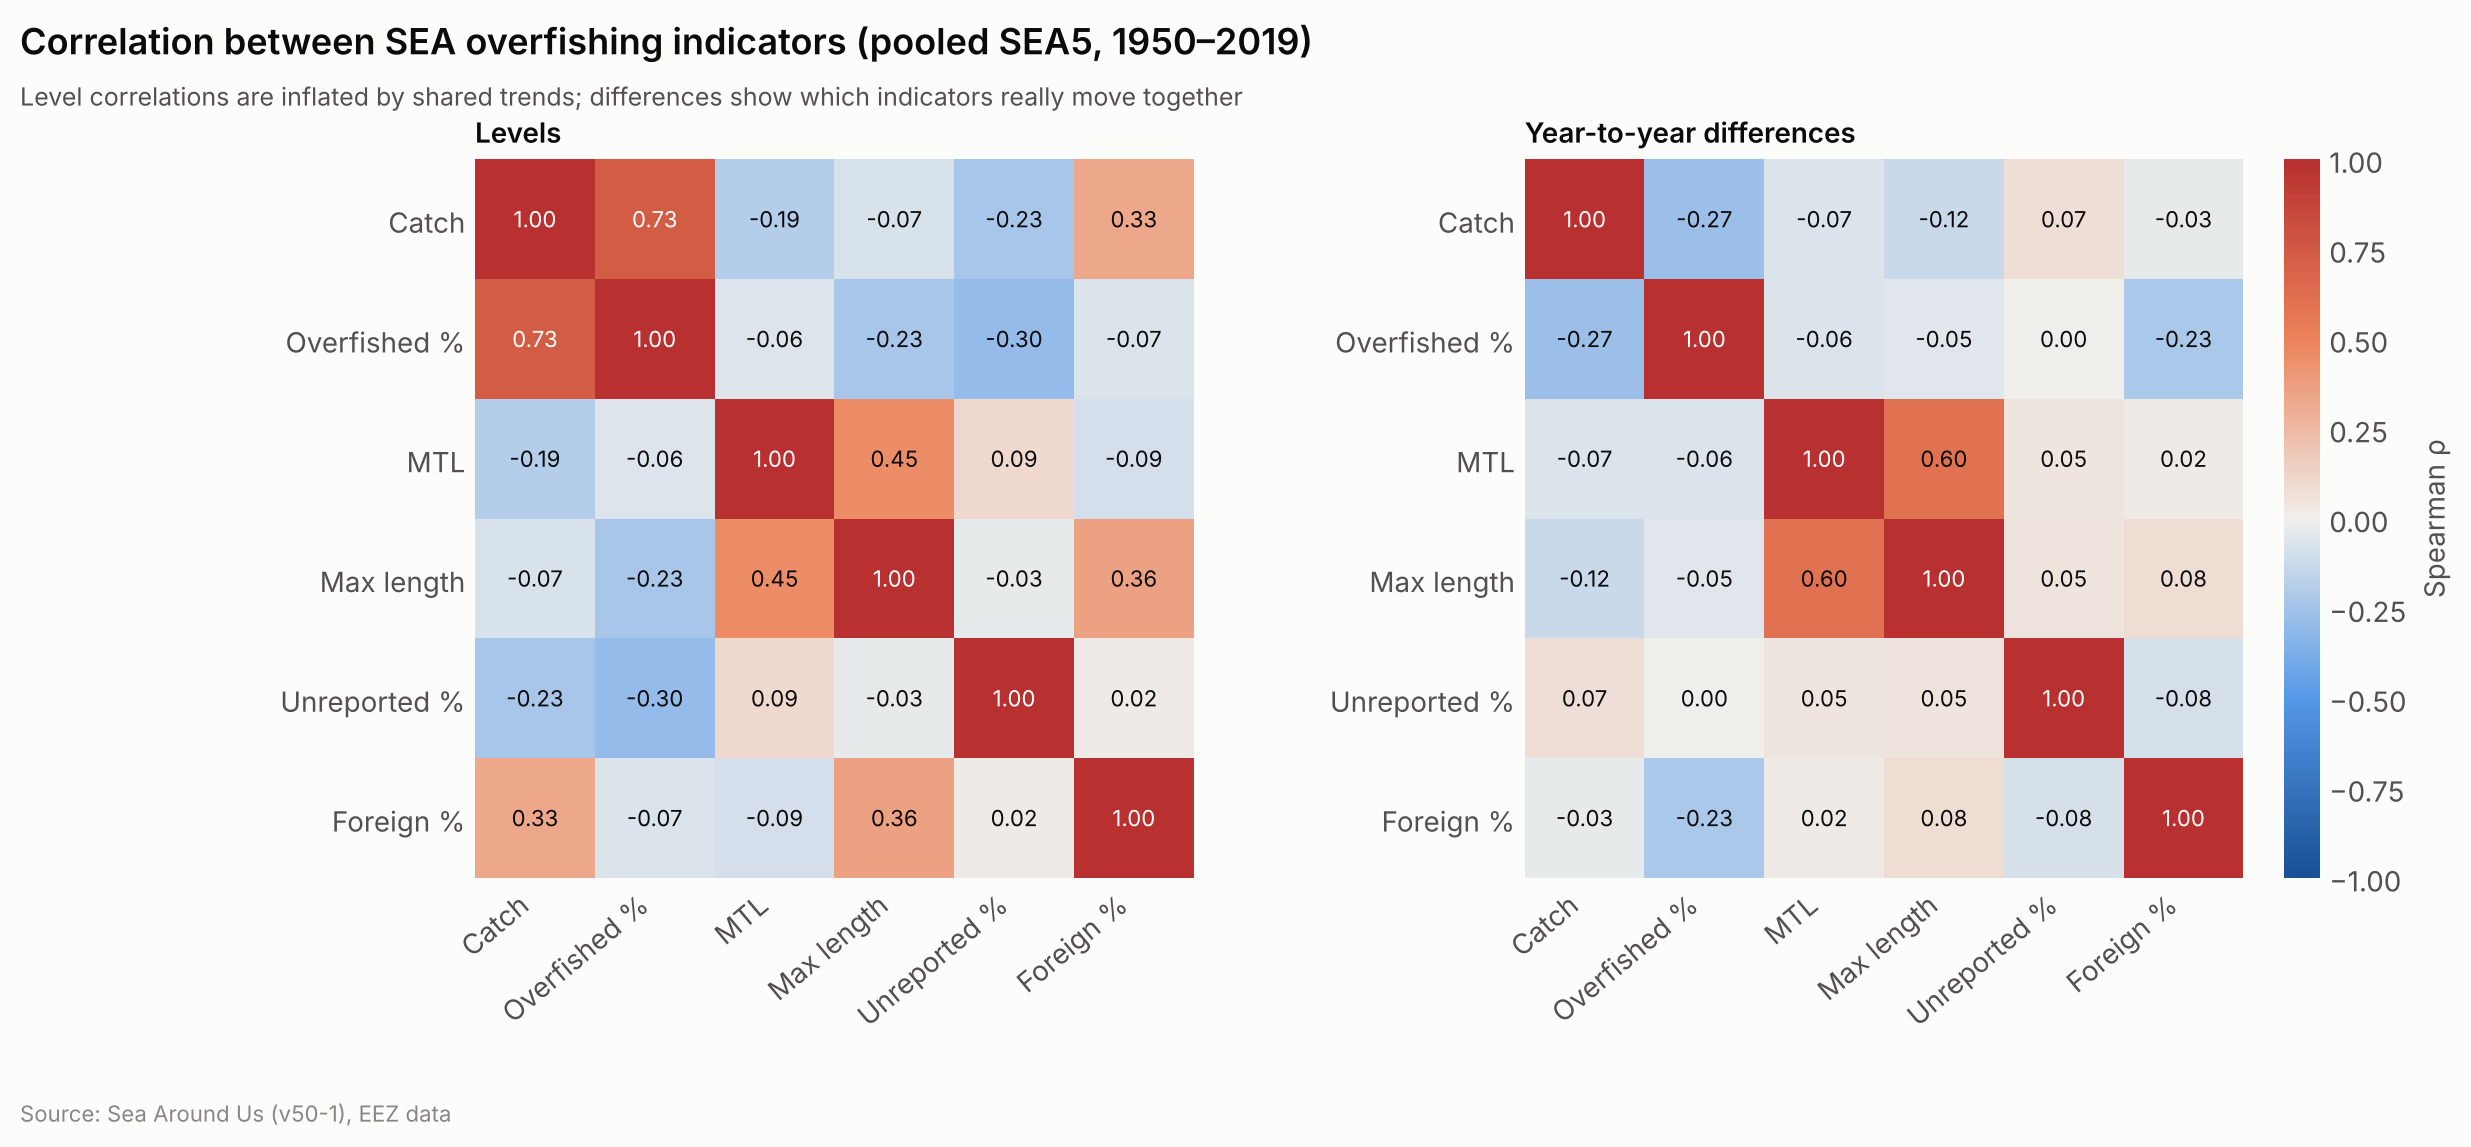 Correlation between SEA overfishing indicators (pooled SEA5, 1950–2019)
Level correlations are inflated by shared trends; differences show which indicators really move together
Levels
Catch 1.00 0.73 -0.19 -0.07 -0.23 0.33
Overfished % 0.73 1.00 -0.06 -0.23 -0.30 -0.07
MTL -0.19 -0.06 1.00 0.45 0.09 -0.09
Max length -0.07 -0.23 0.45 1.00 -0.03 0.36
Unreported % -0.23 -0.30 0.09 -0.03 1.00 0.02
Foreign % 0.33 -0.07 -0.09 0.36 0.02 1.00
Catch Overfished % MTL Max length Unreported % Foreign %
Year-to-year differences
Catch 1.00 -0.27 -0.07 -0.12 0.07 -0.03
Overfished % -0.27 1.00 -0.06 -0.05 0.00 -0.23
MTL -0.07 -0.06 1.00 0.60 0.05 0.02
Max length -0.12 -0.05 0.60 1.00 0.05 0.08
Unreported % 0.07 0.00 0.05 0.05 1.00 -0.08
Foreign % -0.03 -0.23 0.02 0.08 -0.08 1.00
Catch Overfished % MTL Max length Unreported % Foreign %
1.00
0.75
0.50
0.25
0.00
−0.25
−0.50
−0.75
−1.00
Spearman ρ
Source: Sea Around Us (v50-1), EEZ data